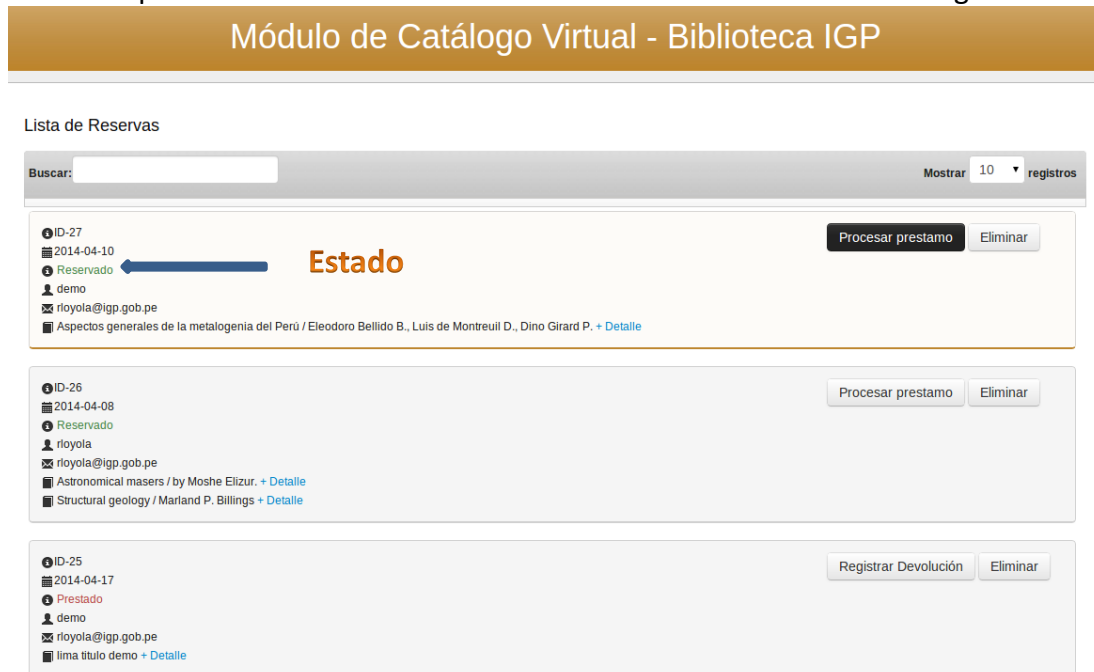 Módulo de Catálogo Virtual - Biblioteca IGP
Lista de Reservas
Buscar:
Mostrar 10 registros
ID-27
Procesar prestamo Eliminar
2014-04-10
Reservado
Estado
demo
rloyola@igp.gob.pe
Aspectos generales de la metalogenia del Perú / Eleodoro Bellido B., Luis de Montreuil D., Dino Girard P. + Detalle
ID-26
Procesar prestamo Eliminar
2014-04-08
Reservado
rloyola
rloyola@igp.gob.pe
Astronomical masers / by Moshe Elizur. + Detalle
Structural geology / Marland P. Billings + Detalle
ID-25
Registrar Devolución Eliminar
2014-04-17
Prestado
demo
rloyola@igp.gob.pe
lima titulo demo + Detalle